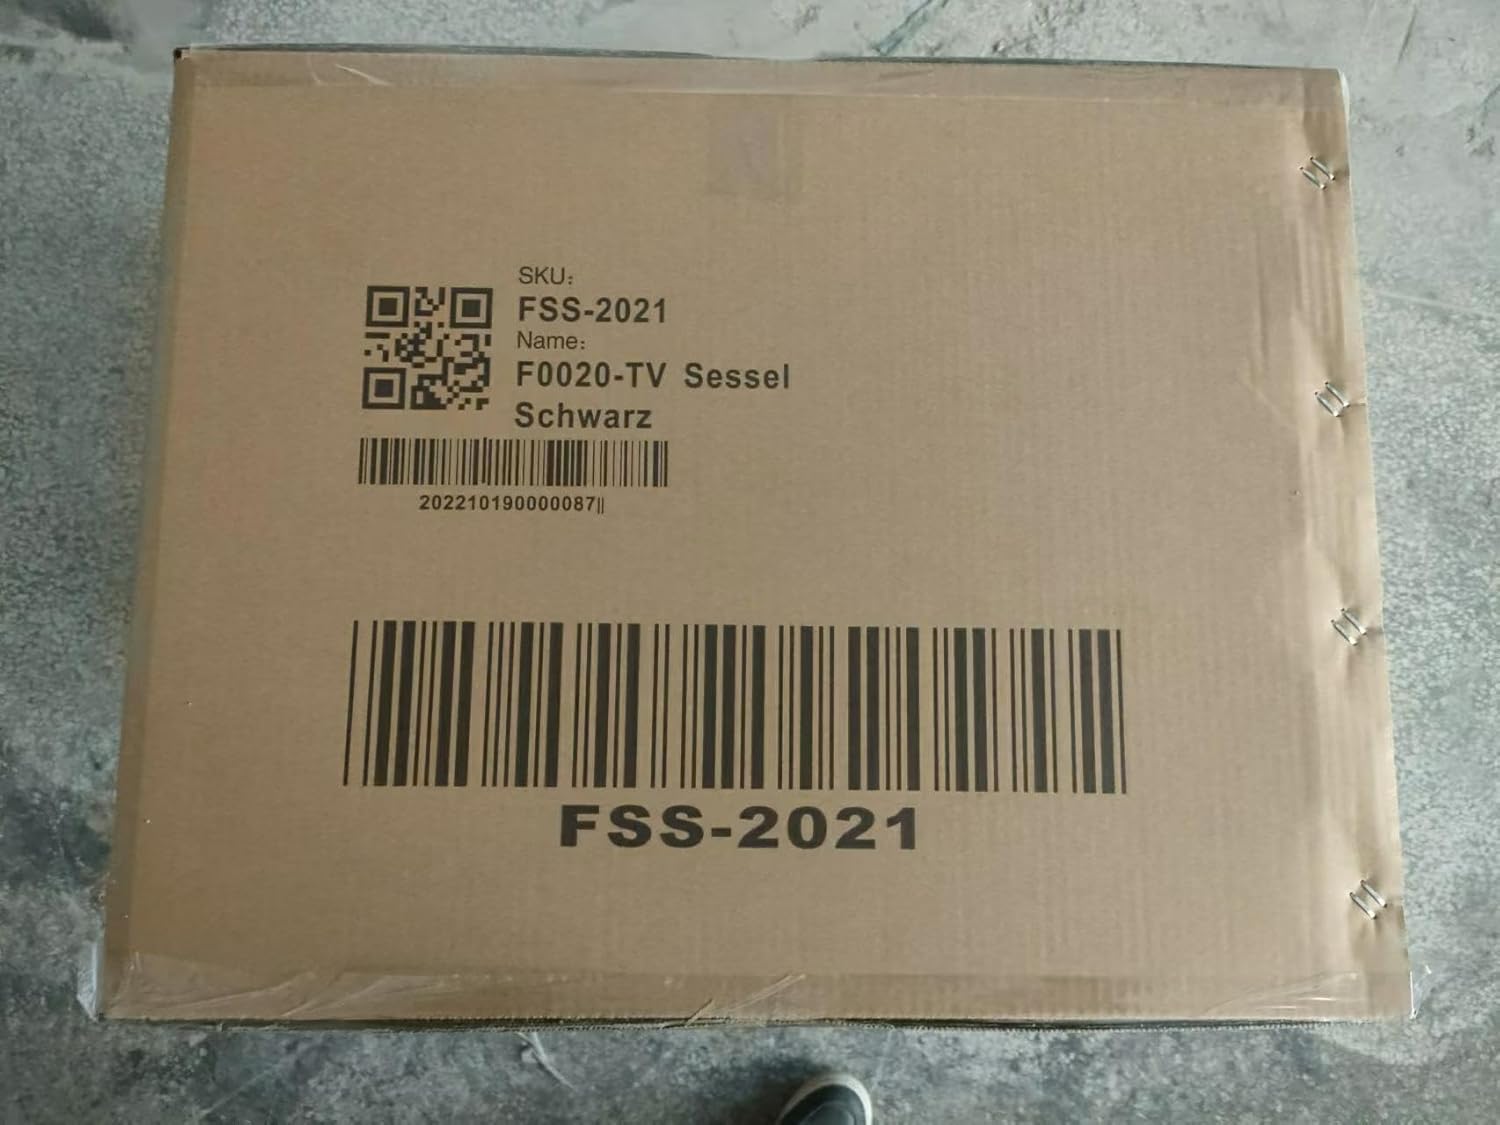 SKU:
FSS-2021
Name:
F0020-TV Sessel
Schwarz
202210190000087||
FSS-2021